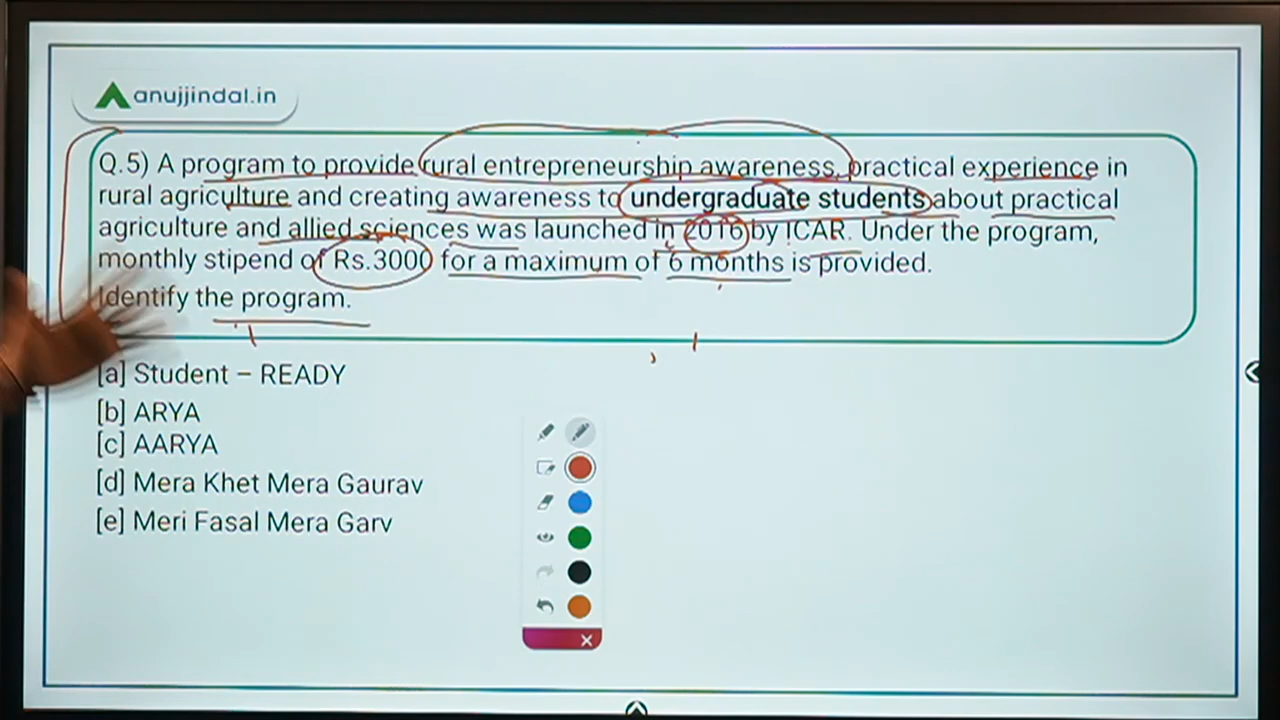 anujjindal.in
Q.5) A program to provide rural entrepreneurship awareness, practical experience in
rural agriculture and creating awareness to undergraduate students about practical
agriculture and allied sciences was launched in 2016 by ICAR. Under the program,
monthly stipend of Rs.3000 for a maximum of 6 months is provided.
Identify the program.
[a] Student – READY
[b] ARYA
[c] AARYA
[d] Mera Khet Mera Gaurav
[e] Meri Fasal Mera Garv